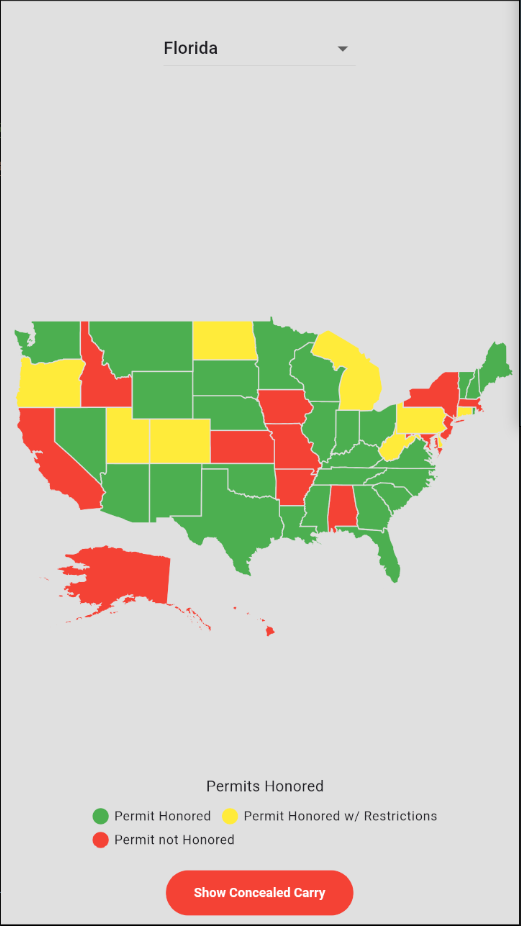 Florida
Permits Honored
Permit Honored Permit Honored w/ Restrictions
Permit not Honored
Show Concealed Carry